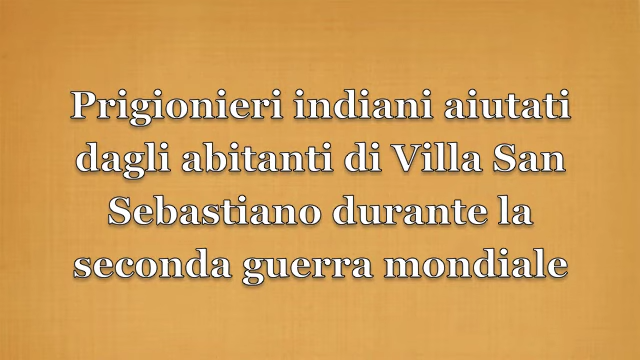 Prigionieri indiani aiutati
dagli abitanti di Villa San
Sebastiano durante la
seconda guerra mondiale